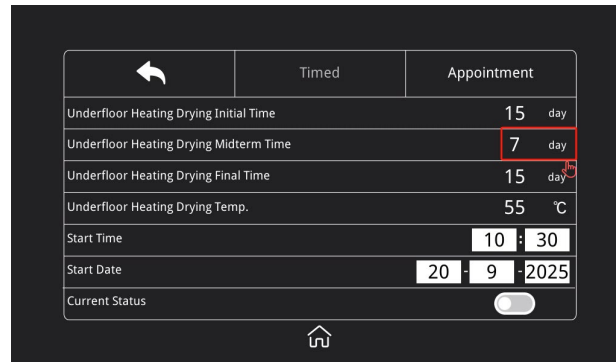 Timed Appointment
Underfloor Heating Drying Initial Time 15 day
Underfloor Heating Drying Midterm Time 7 day
Underfloor Heating Drying Final Time 15 day
Underfloor Heating Drying Temp. 55 ℃
Start Time 10 : 30
Start Date 20 - 9 - 2025
Current Status